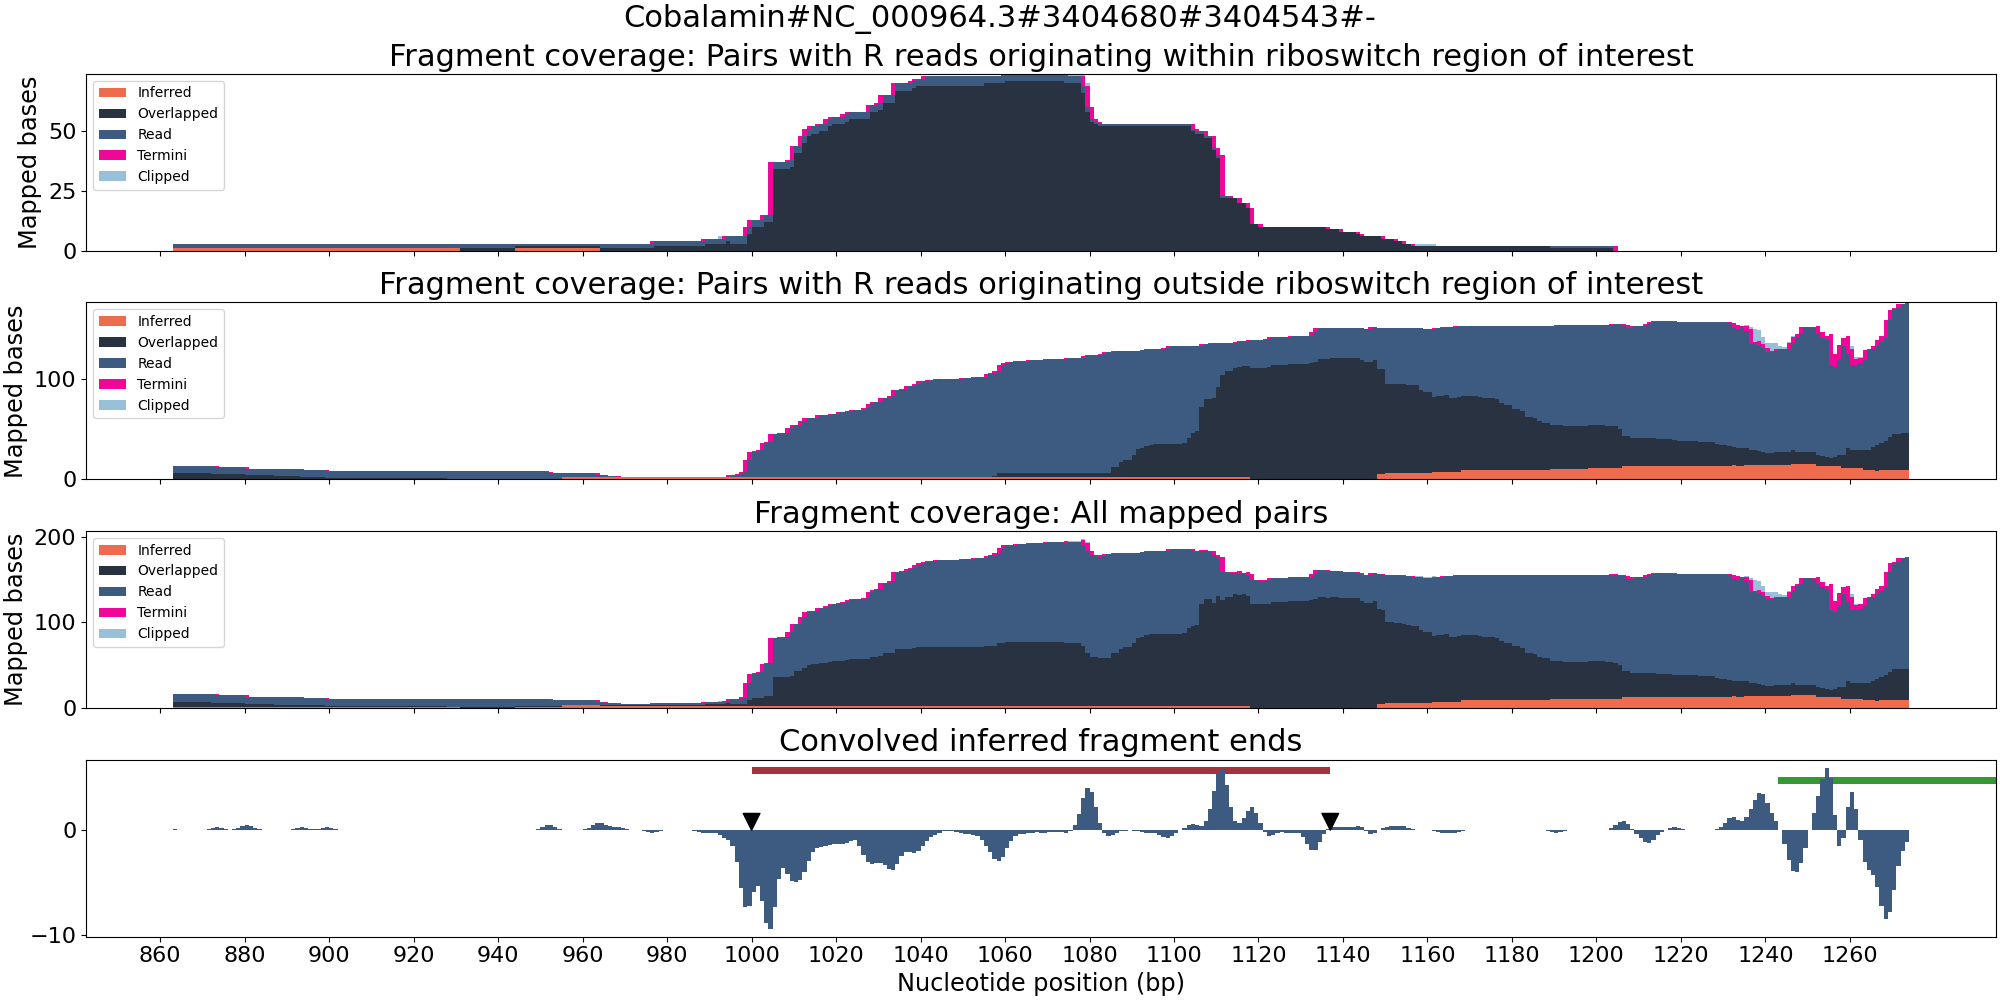 Cobalamin#NC_000964.3#3404680#3404543#-
Fragment coverage: Pairs with R reads originating within riboswitch region of interest
Mapped bases
50
25
0
Inferred
Overlapped
Read
Termini
Clipped
Fragment coverage: Pairs with R reads originating outside riboswitch region of interest
Mapped bases
100
0
Inferred
Overlapped
Read
Termini
Clipped
Fragment coverage: All mapped pairs
Mapped bases
200
100
0
Inferred
Overlapped
Read
Termini
Clipped
Convolved inferred fragment ends
0
−10
860 880 900 920 940 960 980 1000 1020 1040 1060 1080 1100 1120 1140 1160 1180 1200 1220 1240 1260
Nucleotide position (bp)